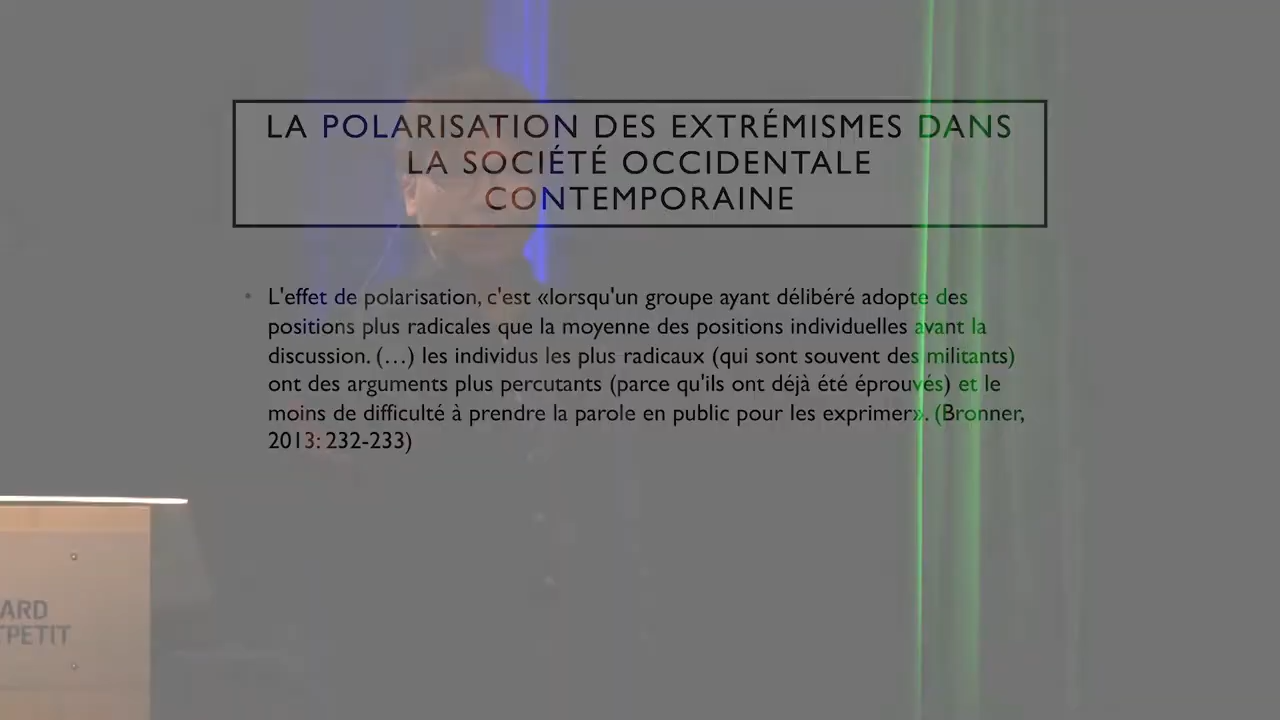 LA POLARISATION DES EXTRÉMISMES DANS
LA SOCIÉTÉ OCCIDENTALE
CONTEMPORAINE
• L'effet de polarisation, c'est «lorsqu'un groupe ayant délibéré adopte des
positions plus radicales que la moyenne des positions individuelles avant la
discussion. (…) les individus les plus radicaux (qui sont souvent des militants)
ont des arguments plus percutants (parce qu'ils ont déjà été éprouvés) et le
moins de difficulté à prendre la parole en public pour les exprimer». (Bronner,
2013: 232-233)
ARD
TPETIT